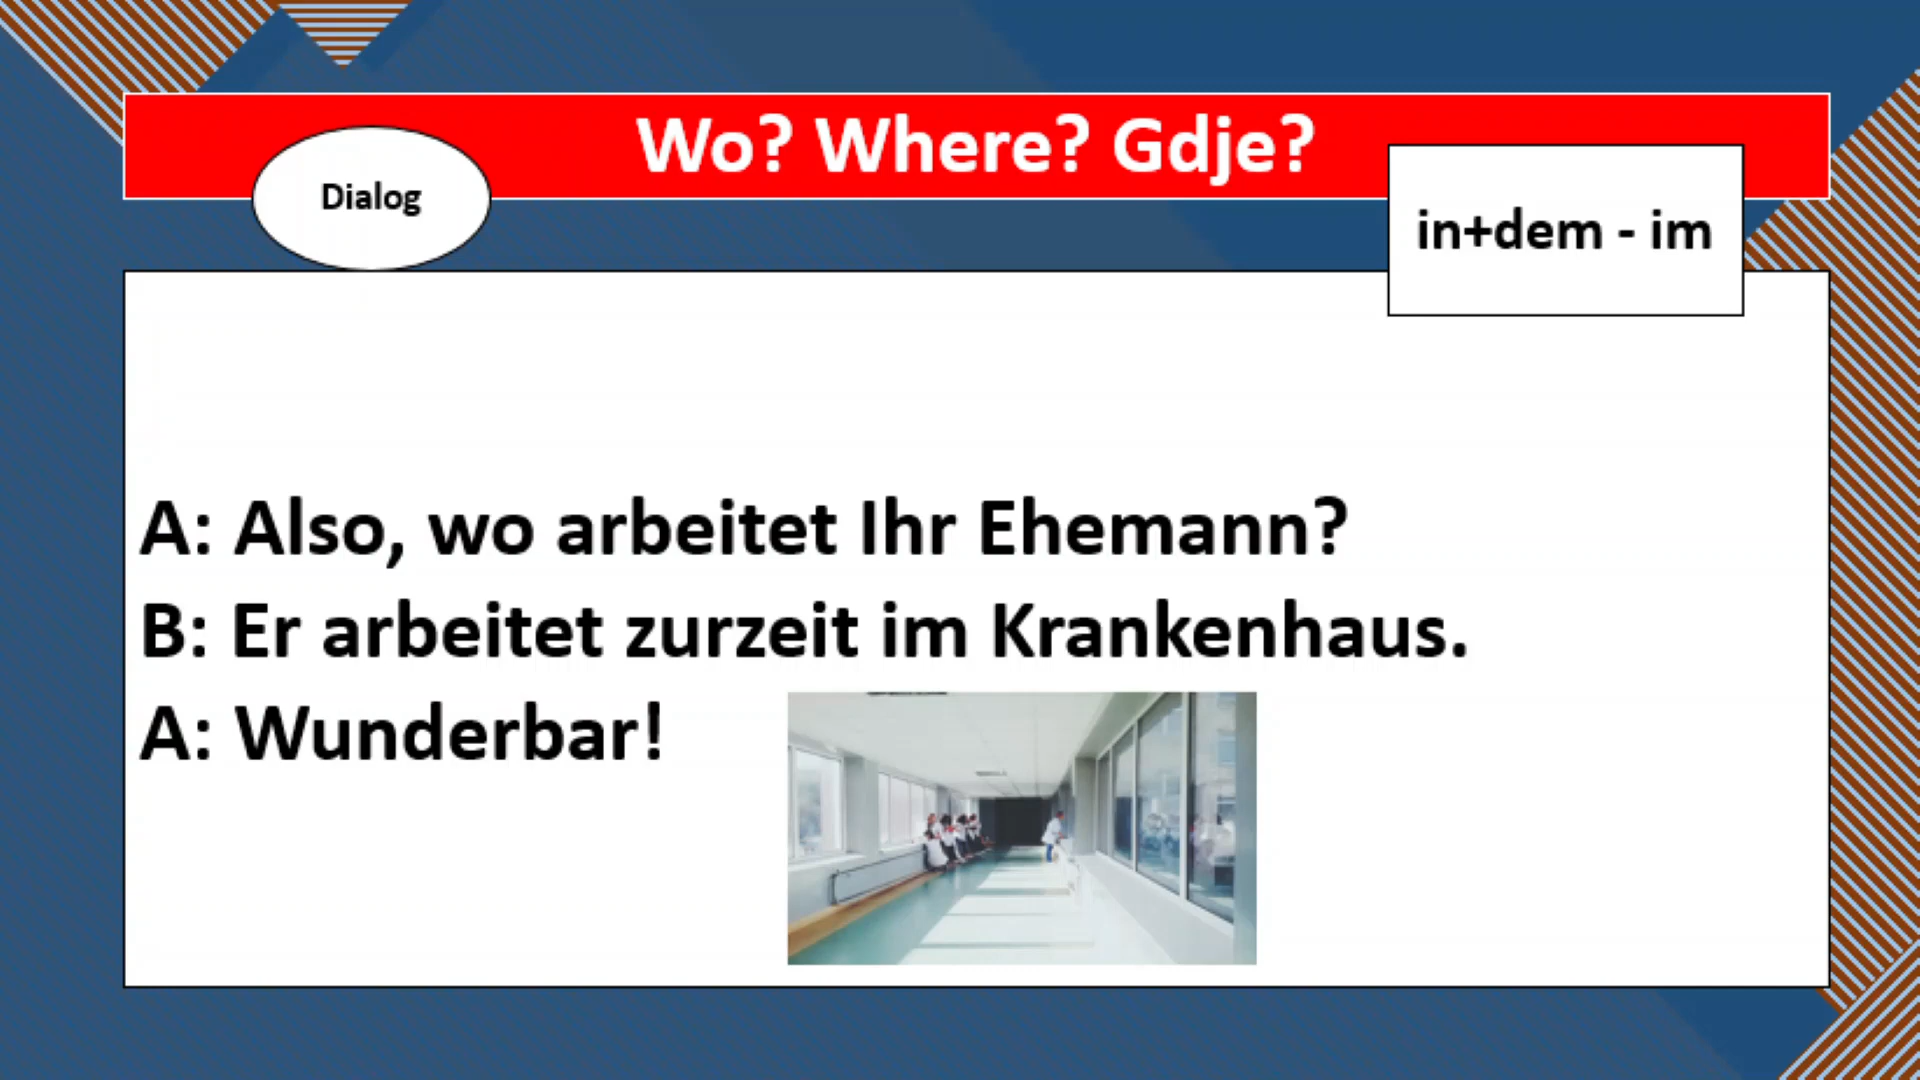 Wo? Where? Gdje?
Dialog
in+dem - im
A: Also, wo arbeitet Ihr Ehemann?
B: Er arbeitet zurzeit im Krankenhaus.
A: Wunderbar!